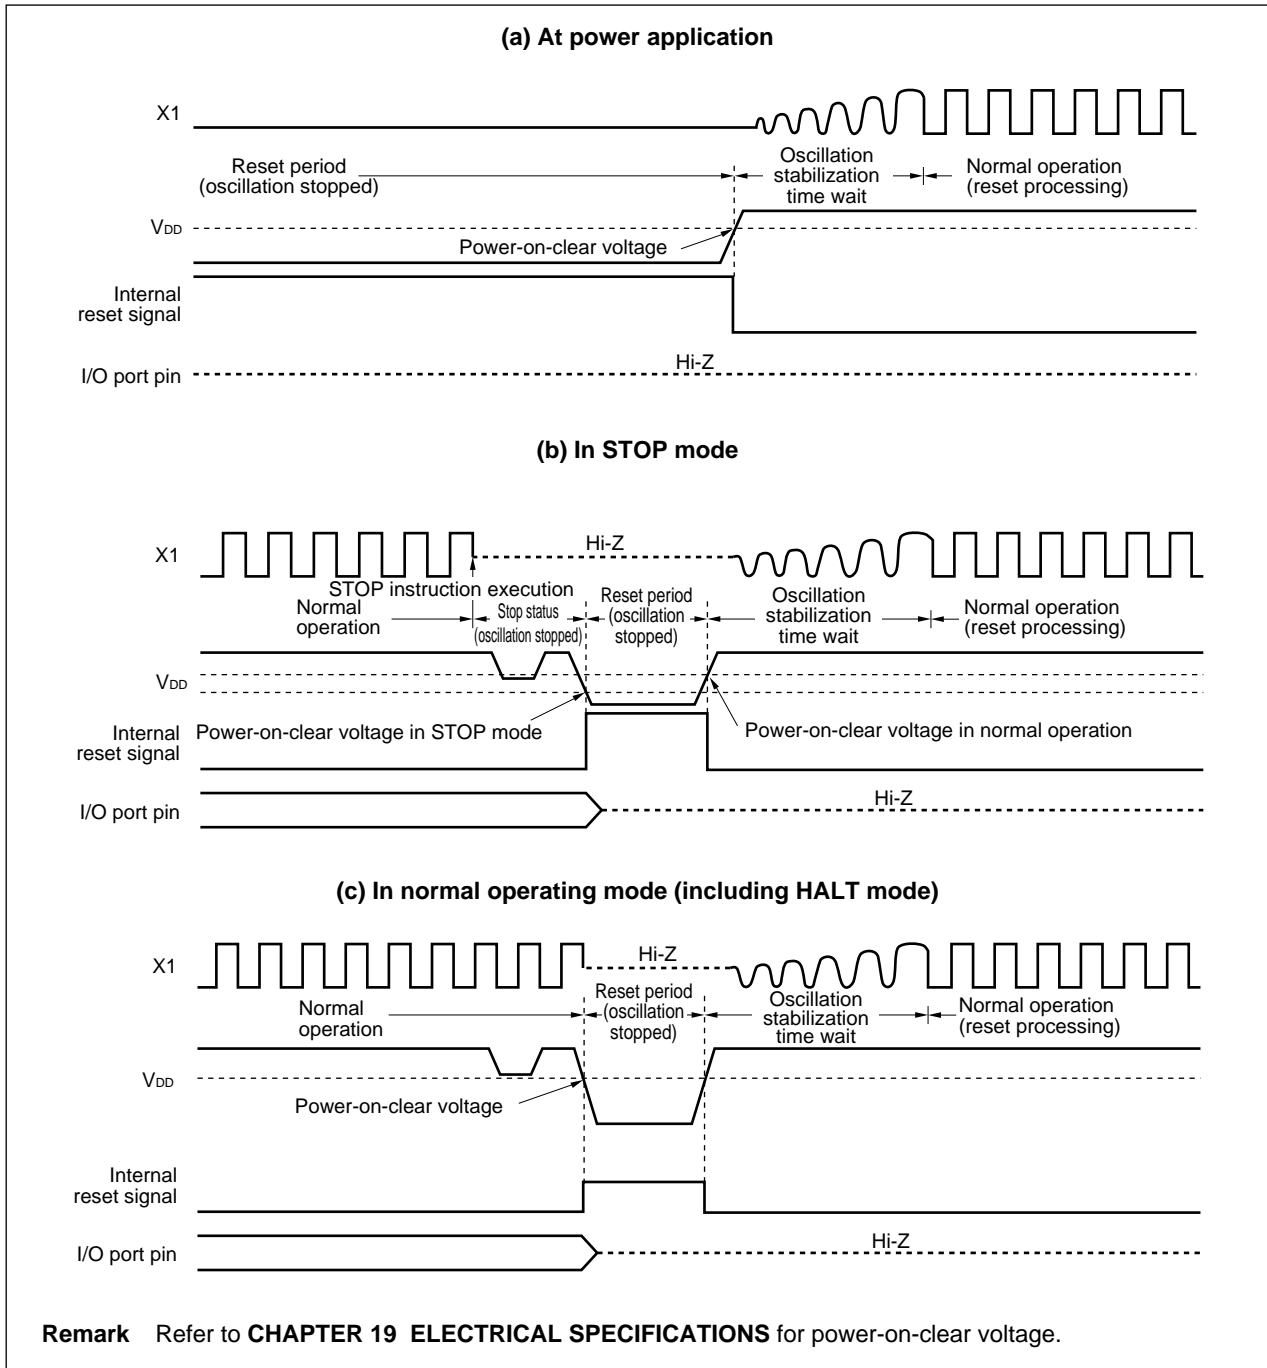 (a) At power application
X1
Reset period
(oscillation stopped)
Oscillation
stabilization
time wait
Normal operation
(reset processing)
VDD
Power-on-clear voltage
Internal
reset signal
Hi-Z
I/O port pin
(b) In STOP mode
X1
Hi-Z
STOP instruction execution
Normal
operation
Stop status
(oscillation stopped)
Reset period
(oscillation
stopped)
Oscillation
stabilization
time wait
Normal operation
(reset processing)
VDD
Power-on-clear voltage in STOP mode
Power-on-clear voltage in normal operation
Internal
reset signal
Hi-Z
I/O port pin
(c) In normal operating mode (including HALT mode)
X1
Hi-Z
Normal
operation
Reset period
(oscillation
stopped)
Oscillation
stabilization
time wait
Normal operation
(reset processing)
VDD
Power-on-clear voltage
Internal
reset signal
Hi-Z
I/O port pin
Remark Refer to CHAPTER 19 ELECTRICAL SPECIFICATIONS for power-on-clear voltage.